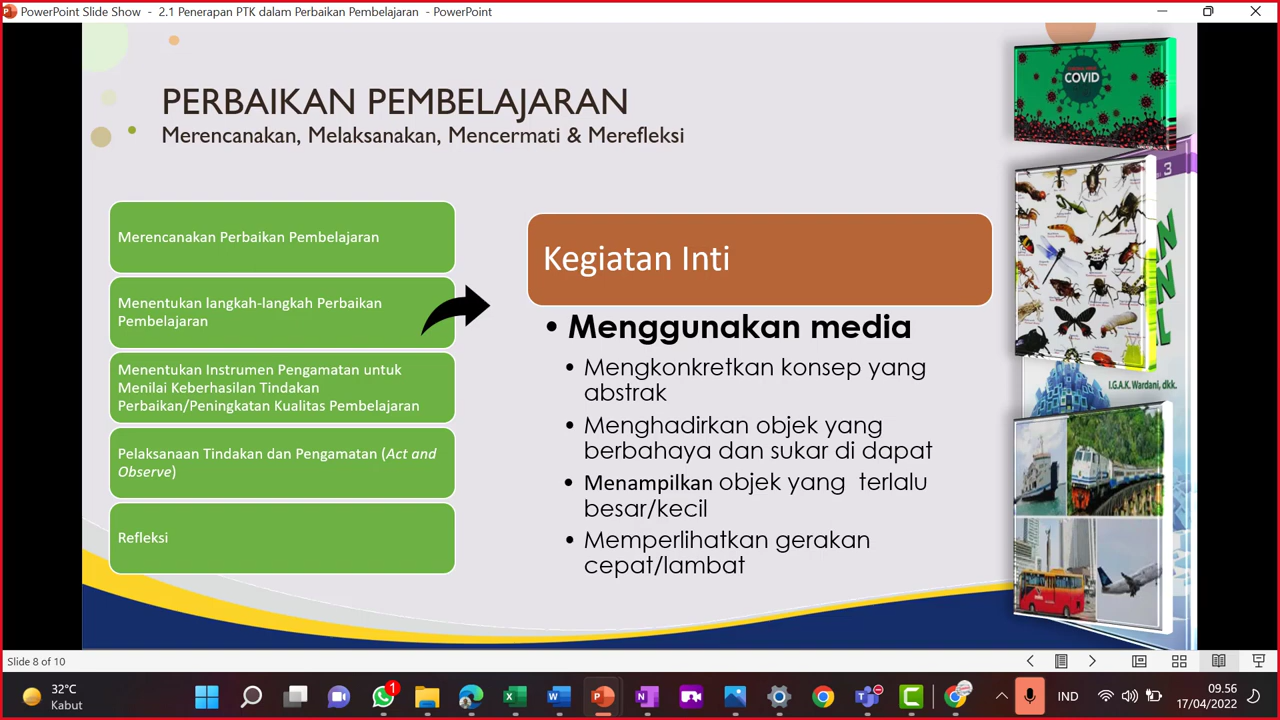 PowerPoint Slide Show - 2.1 Penerapan PTK dalam Perbaikan Pembelajaran - PowerPoint
PERBAIKAN PEMBELAJARAN
Merencanakan, Melaksanakan, Mencermati & Merefleksi
Merencanakan Perbaikan Pembelajaran
Menentukan langkah-langkah Perbaikan
Pembelajaran
Menentukan Instrumen Pengamatan untuk
Menilai Keberhasilan Tindakan
Perbaikan/Peningkatan Kualitas Pembelajaran
Pelaksanaan Tindakan dan Pengamatan (Act and
Observe)
Refleksi
Kegiatan Inti
• Menggunakan media
• Mengkonkretkan konsep yang
abstrak
• Menghadirkan objek yang
berbahaya dan sukar di dapat
• Menampilkan objek yang terlalu
besar/kecil
• Memperlihatkan gerakan
cepat/lambat
COVID
3
I.G.A.K. Wardani, dkk.
Slide 8 of 10
32°C
Kabut
1
IND
09.56
17/04/2022